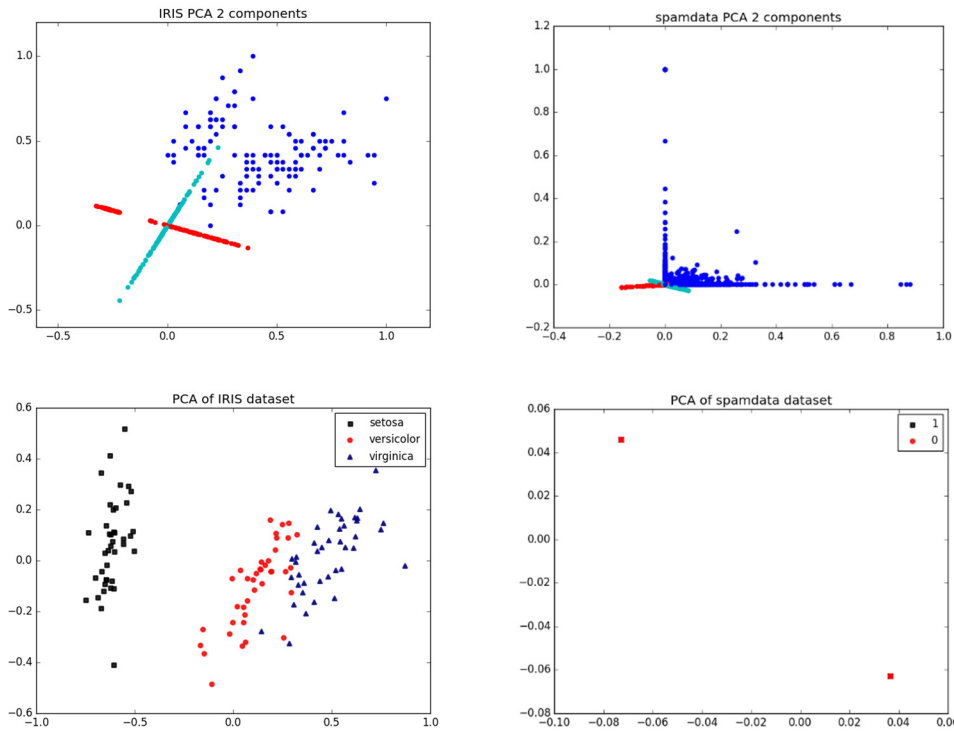 IRIS PCA 2 components
1.0
0.5
0.0
−0.5
−0.5 0.0 0.5 1.0
spamdata PCA 2 components
1.2
1.0
0.8
0.6
0.4
0.2
0.0
−0.2
−0.4 −0.2 0.0 0.2 0.4 0.6 0.8 1.0
PCA of IRIS dataset
0.6
0.4
0.2
0.0
−0.2
−0.4
−0.6
−1.0 −0.5 0.0 0.5 1.0
setosa
versicolor
virginica
PCA of spamdata dataset
0.06
0.04
0.02
0.00
−0.02
−0.04
−0.06
−0.08
−0.10 −0.08 −0.06 −0.04 −0.02 0.00 0.02 0.04 0.06
1
0